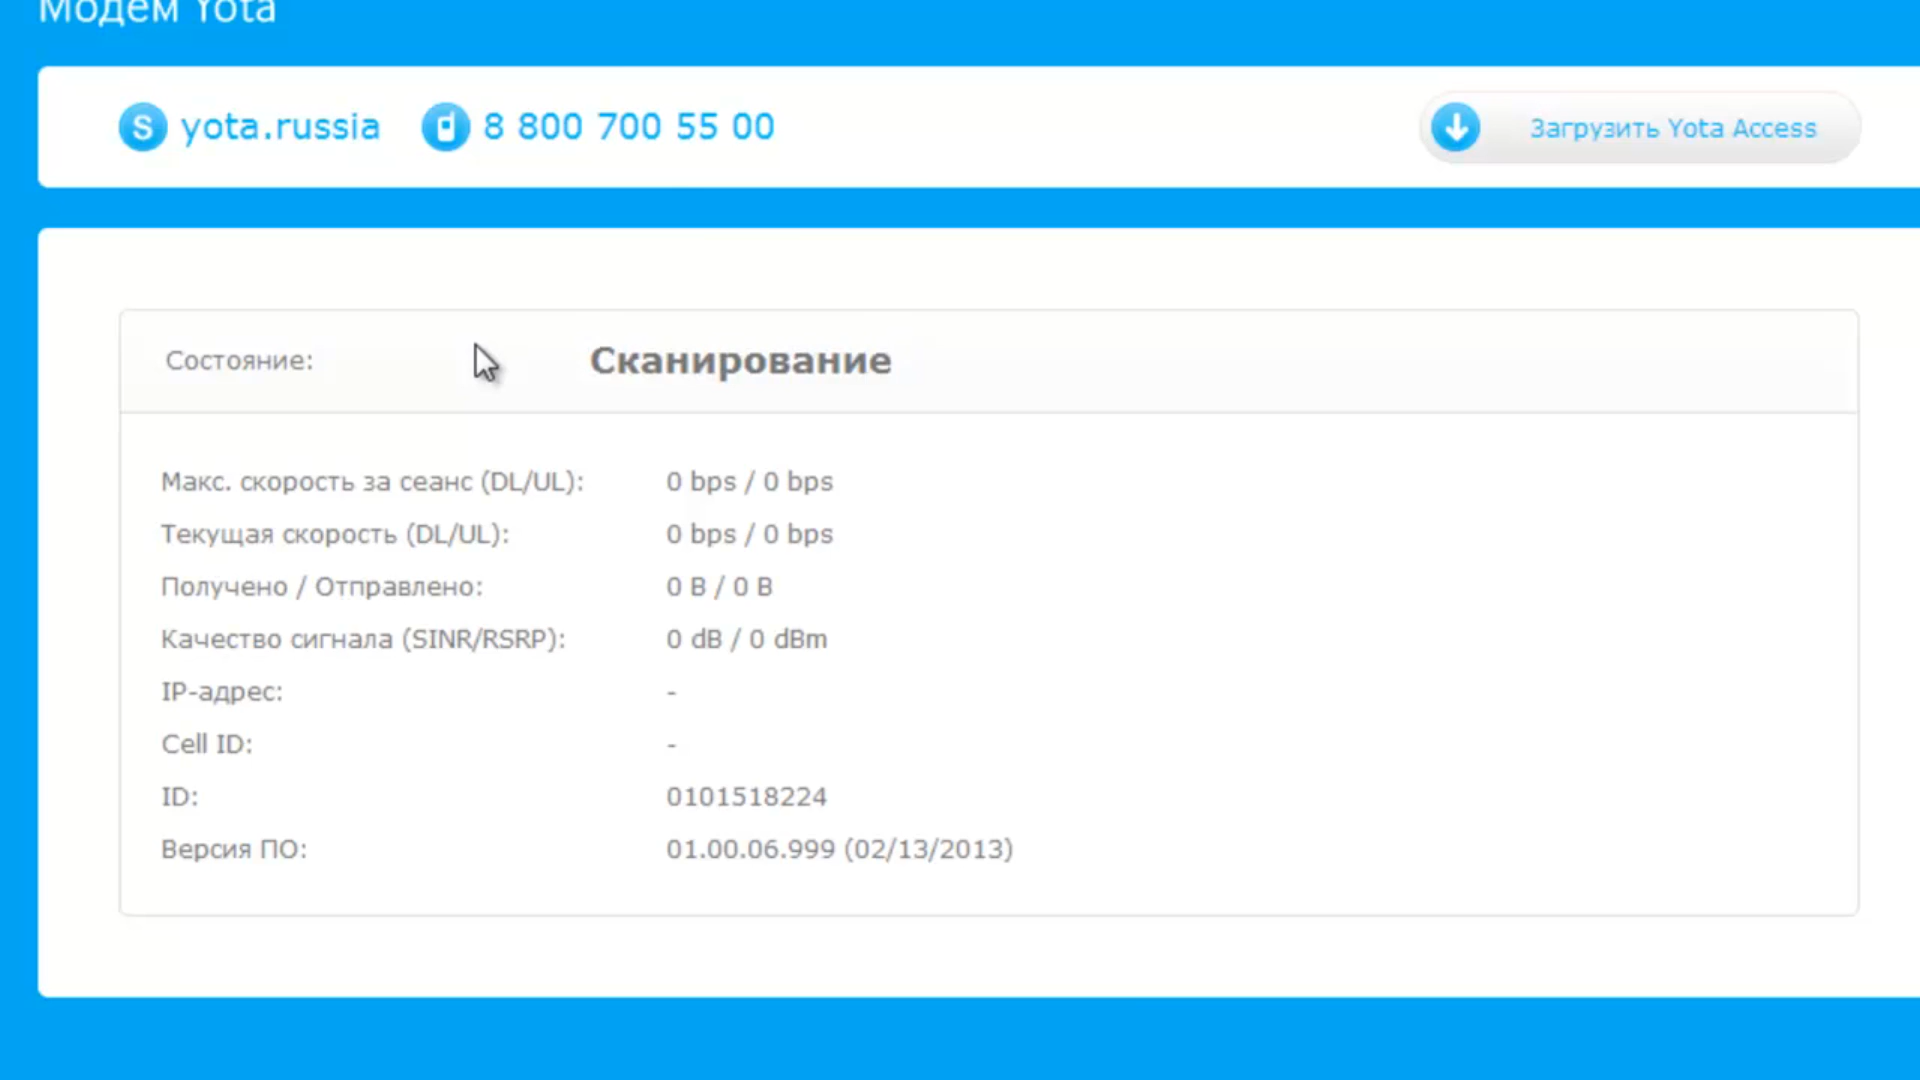 Модем Yota
yota.russia 8 800 700 55 00 Загрузить Yota Access
Состояние: Сканирование
Макс. скорость за сеанс (DL/UL): 0 bps / 0 bps
Текущая скорость (DL/UL): 0 bps / 0 bps
Получено / Отправлено: 0 B / 0 B
Качество сигнала (SINR/RSRP): 0 dB / 0 dBm
IP-адрес: -
Cell ID: -
ID: 0101518224
Версия ПО: 01.00.06.999 (02/13/2013)